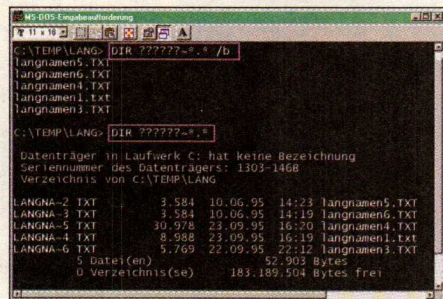 MS-DOS-Eingabeaufforderung
11 x 16
C:\TEMP\LANG> DIR ??????~*.* /b
langnamen5.TXT
langnamen6.TXT
langnamen4.TXT
langnamen1.txt
langnamen3.TXT
C:\TEMP\LANG> DIR ??????~*.*
Datenträger in Laufwerk C: hat keine Bezeichnung
Seriennummer des Datenträgers: 1303-1468
Verzeichnis von C:\TEMP\LANG
LANGNA~2 TXT 3.584 10.06.95 14:23 langnamen5.TXT
LANGNA~3 TXT 3.584 10.06.95 14:19 langnamen6.TXT
LANGNA~5 TXT 30.978 23.09.95 16:20 langnamen4.TXT
LANGNA~4 TXT 8.988 23.09.95 16:19 langnamen1.txt
LANGNA~6 TXT 5.769 22.09.95 22:12 langnamen3.TXT
5 Datei(en) 52.903 Bytes
0 Verzeichnis(se) 183.189.504 Bytes frei